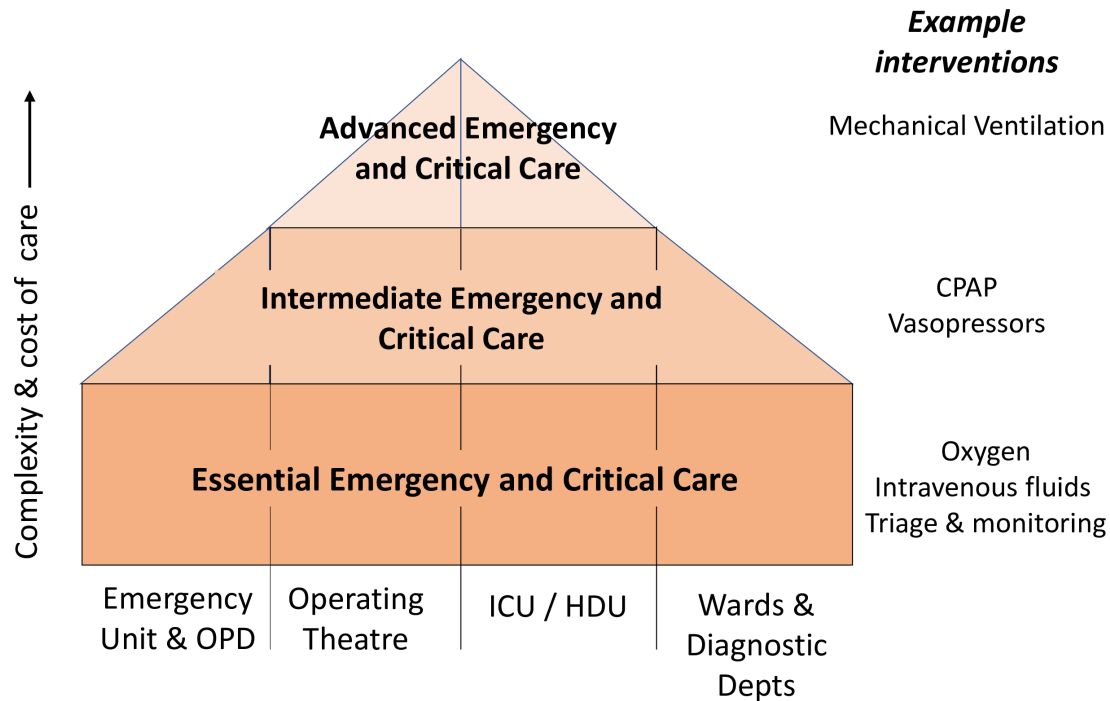 Example
interventions
Complexity & cost of care
Advanced Emergency
and Critical Care
Mechanical Ventilation
Intermediate Emergency and
Critical Care
CPAP
Vasopressors
Essential Emergency and Critical Care
Oxygen
Intravenous fluids
Triage & monitoring
Emergency
Unit & OPD
Operating
Theatre
ICU / HDU
Wards &
Diagnostic
Depts